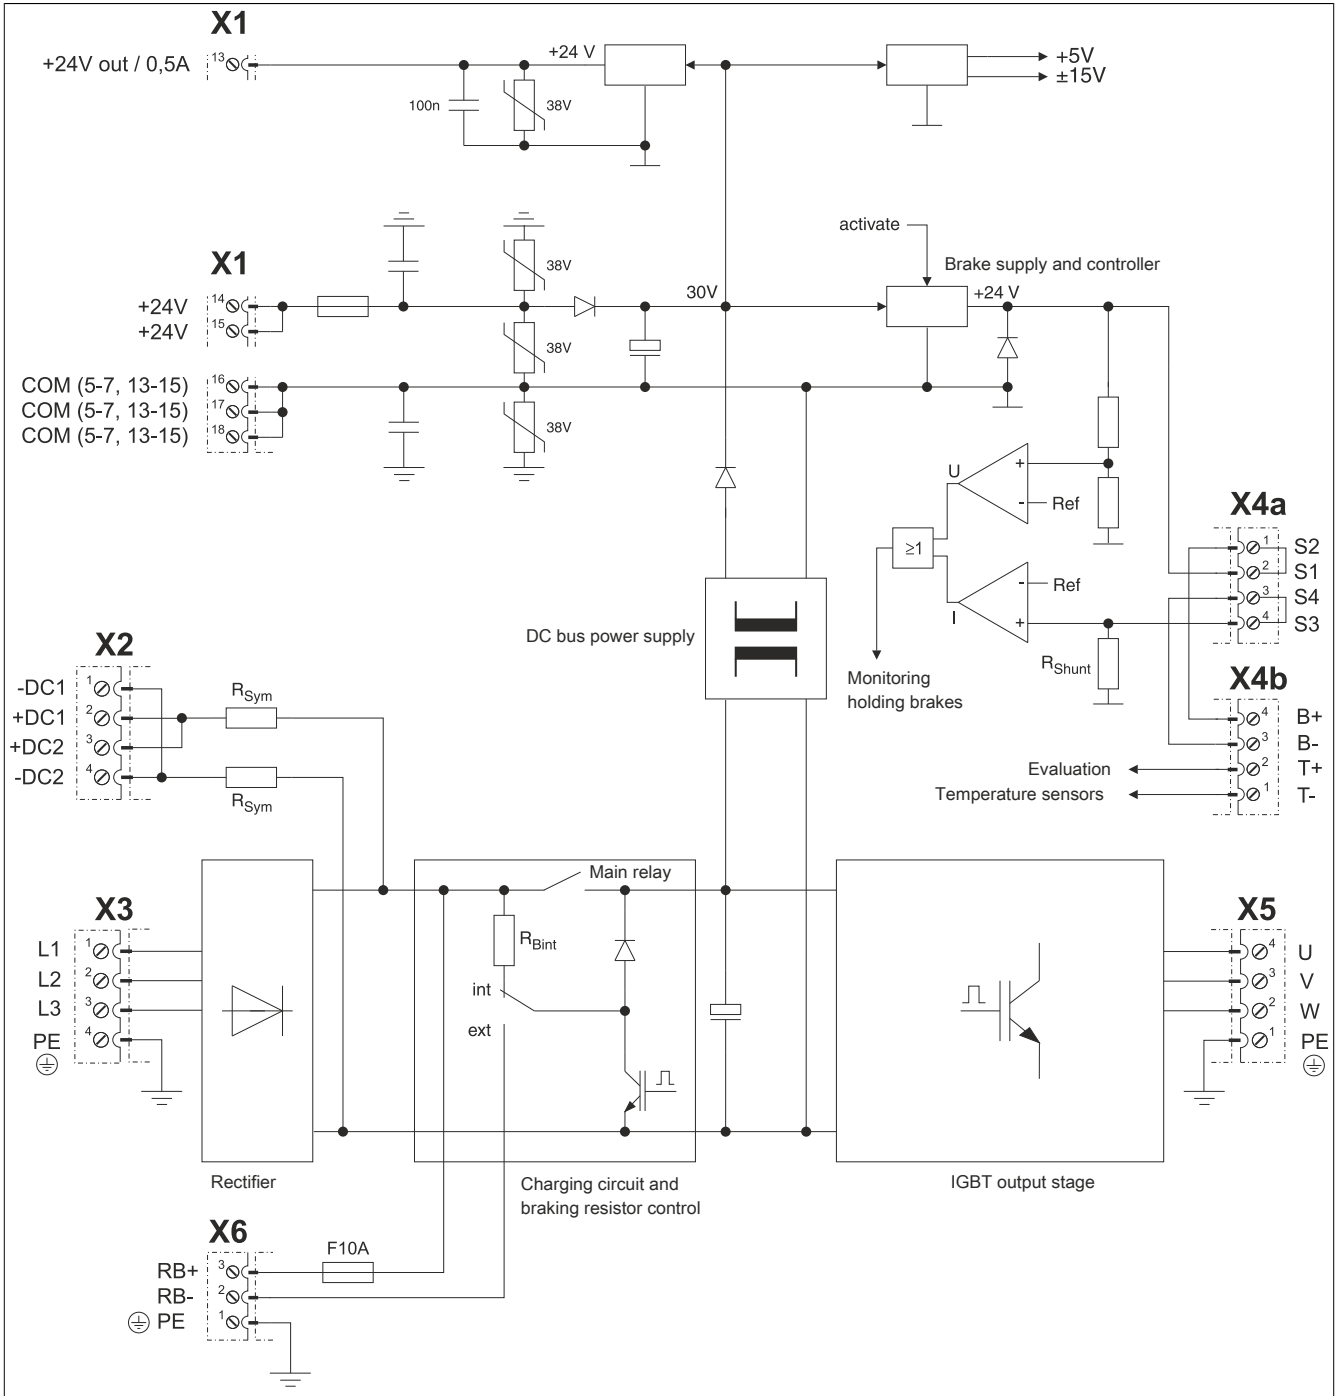 X1
+24V out / 0,5A
13
+24 V
+5V
±15V
100n
38V
activate
X1
38V
Brake supply and controller
14
+24V
30V
+24 V
15
+24V
38V
16
COM (5-7, 13-15)
17
COM (5-7, 13-15)
18
COM (5-7, 13-15)
38V
U
+
-
Ref
≥1
X4a
1
S2
2
S1
3
S4
4
S3
-
Ref
I
+
RShunt
DC bus power supply
Monitoring
holding brakes
X2
1
-DC1
2
+DC1
3
+DC2
4
-DC2
RSym
RSym
X4b
4
B+
3
B-
2
T+
1
T-
Evaluation
Temperature sensors
Main relay
RBint
int
ext
X3
L1
1
L2
2
L3
3
PE
4
X5
4
U
3
V
2
W
1
PE
Rectifier
Charging circuit and
braking resistor control
IGBT output stage
X6
F10A
RB+
3
RB-
2
PE
1